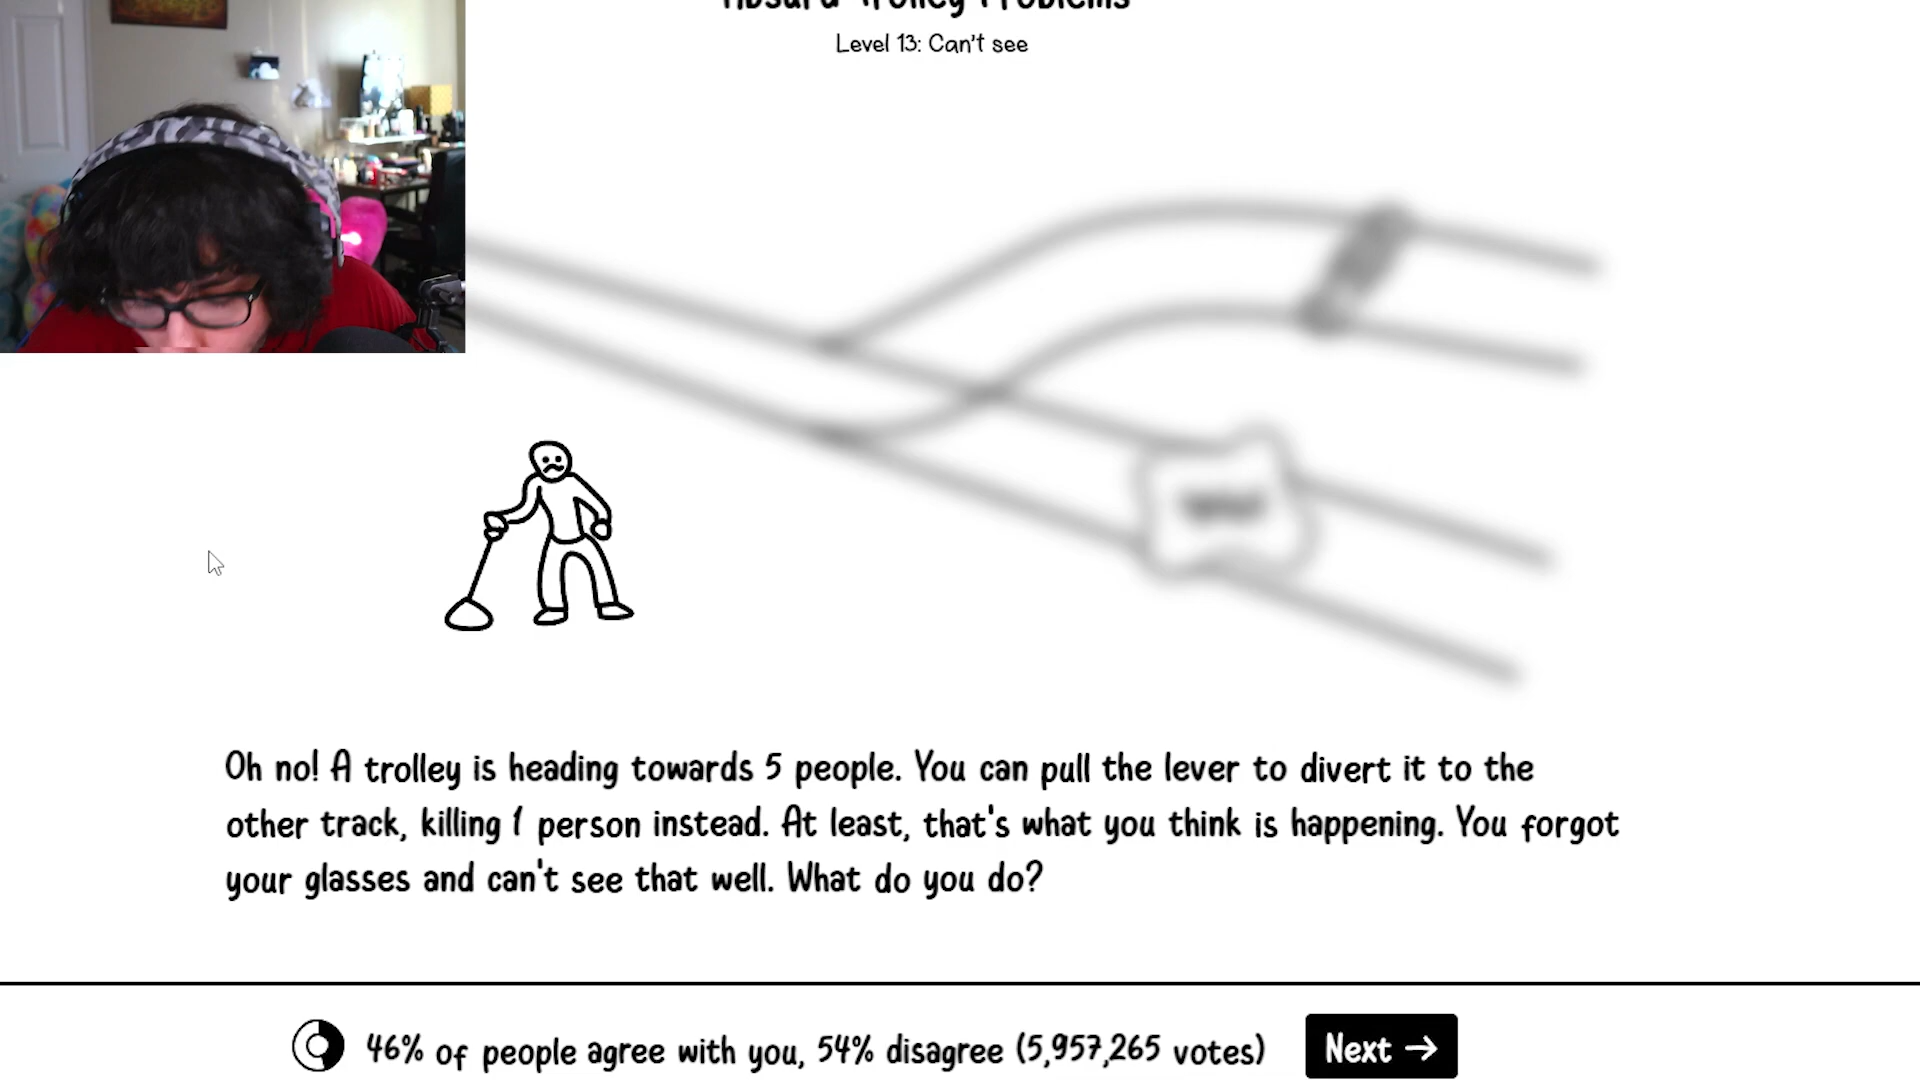 Absurd Trolley Problems
Level 13: Can't see
Oh no! A trolley is heading towards 5 people. You can pull the lever to divert it to the
other track, killing 1 person instead. At least, that's what you think is happening. You forgot
your glasses and can't see that well. What do you do?
46% of people agree with you, 54% disagree (5,957,265 votes)
Next →